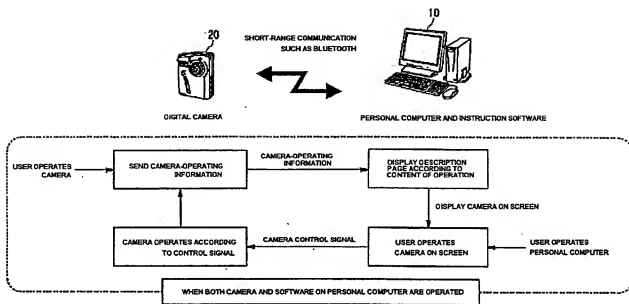 20
10
SHORT-RANGE COMMUNICATION
SUCH AS BLUETOOTH
DIGITAL CAMERA
PERSONAL COMPUTER AND INSTRUCTION SOFTWARE
USER OPERATES
CAMERA
SEND CAMERA-OPERATING
INFORMATION
CAMERA-OPERATING
INFORMATION
DISPLAY DESCRIPTION
PAGE ACCORDING TO
CONTENT OF OPERATION
DISPLAY CAMERA ON SCREEN
CAMERA OPERATES ACCORDING
TO CONTROL SIGNAL
CAMERA CONTROL SIGNAL
USER OPERATES
CAMERA ON SCREEN
USER OPERATES
PERSONAL COMPUTER
WHEN BOTH CAMERA AND SOFTWARE ON PERSONAL COMPUTER ARE OPERATED